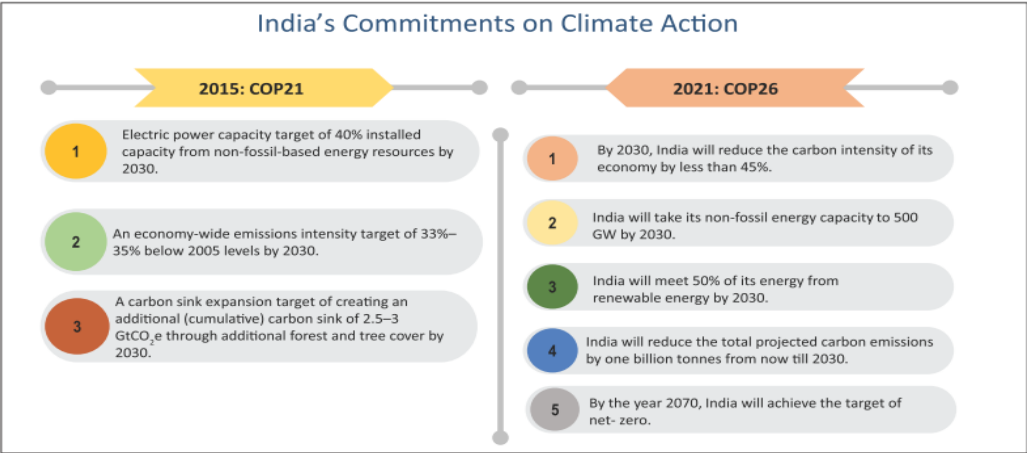 India's Commitments on Climate Action
2015: COP21
1
Electric power capacity target of 40% installed
capacity from non-fossil-based energy resources by
2030.
2
An economy-wide emissions intensity target of 33%–
35% below 2005 levels by 2030.
3
A carbon sink expansion target of creating an
additional (cumulative) carbon sink of 2.5–3
GtCO₂e through additional forest and tree cover by
2030.
2021: COP26
1
By 2030, India will reduce the carbon intensity of its
economy by less than 45%.
2
India will take its non-fossil energy capacity to 500
GW by 2030.
3
India will meet 50% of its energy from
renewable energy by 2030.
4
India will reduce the total projected carbon emissions
by one billion tonnes from now till 2030.
5
By the year 2070, India will achieve the target of
net- zero.